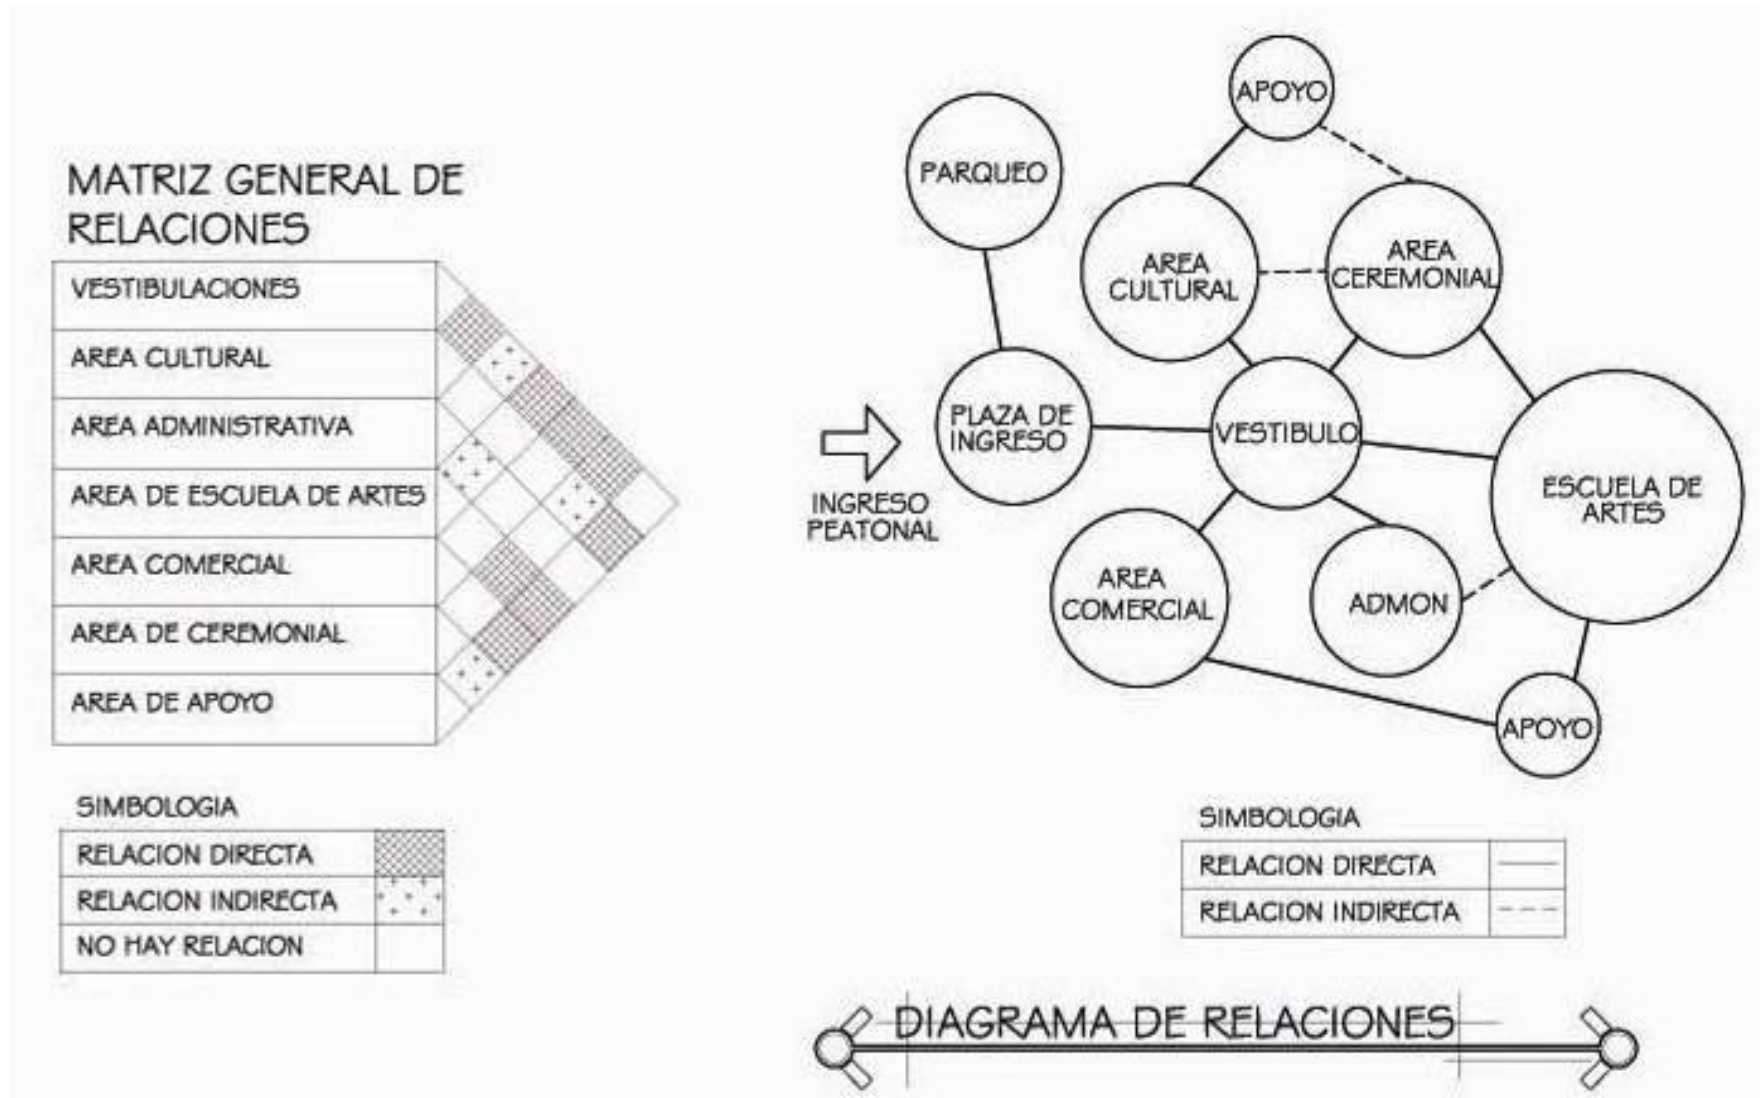 MATRIZ GENERAL DE
RELACIONES
VESTIBULACIONES
AREA CULTURAL
AREA ADMINISTRATIVA
AREA DE ESCUELA DE ARTES
AREA COMERCIAL
AREA DE CEREMONIAL
AREA DE APOYO
SIMBOLOGIA
RELACION DIRECTA
RELACION INDIRECTA
NO HAY RELACION
APOYO
PARQUEO
AREA
CULTURAL
AREA
CEREMONIAL
PLAZA DE
INGRESO
VESTIBULO
INGRESO
PEATONAL
ESCUELA DE
ARTES
AREA
COMERCIAL
ADMON
APOYO
SIMBOLOGIA
RELACION DIRECTA
RELACION INDIRECTA
DIAGRAMA DE RELACIONES